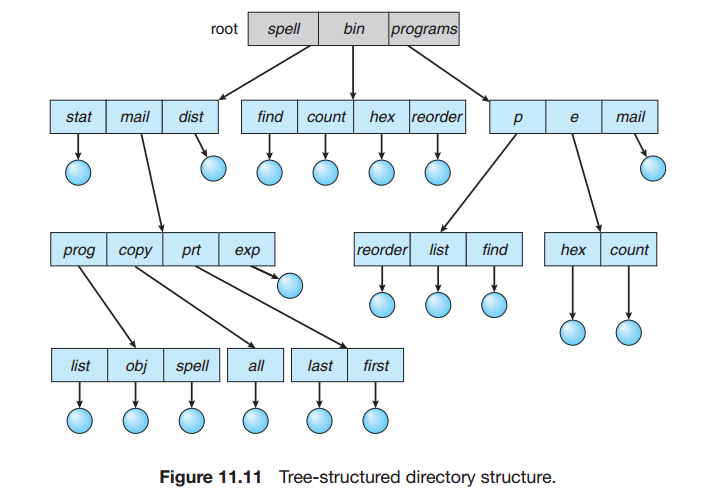 root spell bin programs
stat mail dist find count hex reorder p e mail
prog copy prt exp reorder list find hex count
list obj spell all last first
Figure 11.11 Tree-structured directory structure.